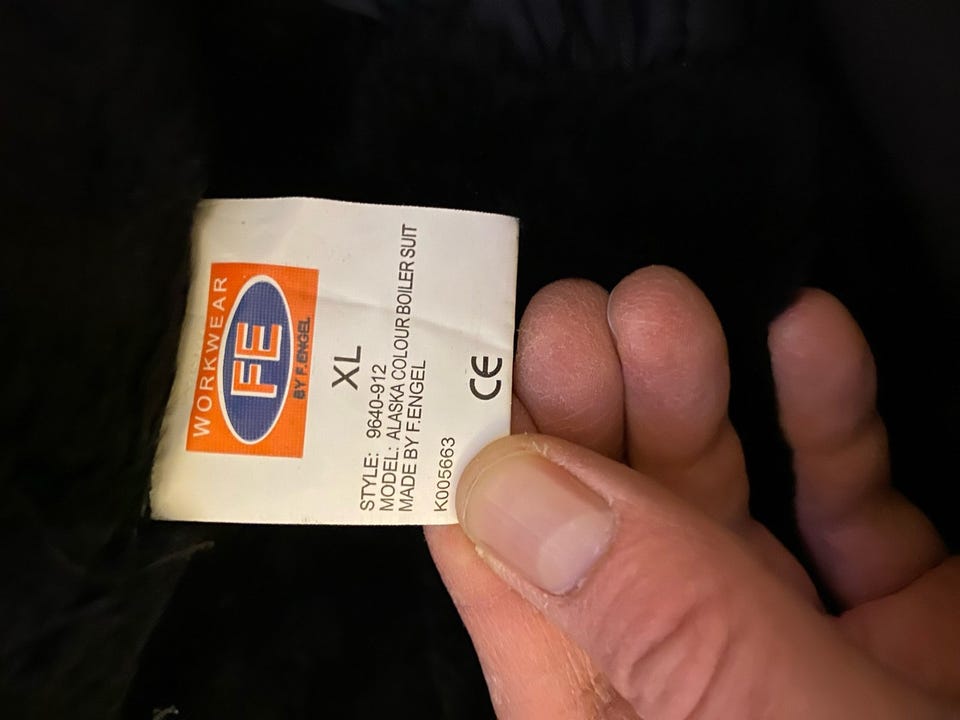 WORKWEAR
FE
BY F.ENGEL
XL
STYLE: 9640-912
MODEL: ALASKA COLOUR BOILER SUIT
MADE BY F.ENGEL
K005663
CE